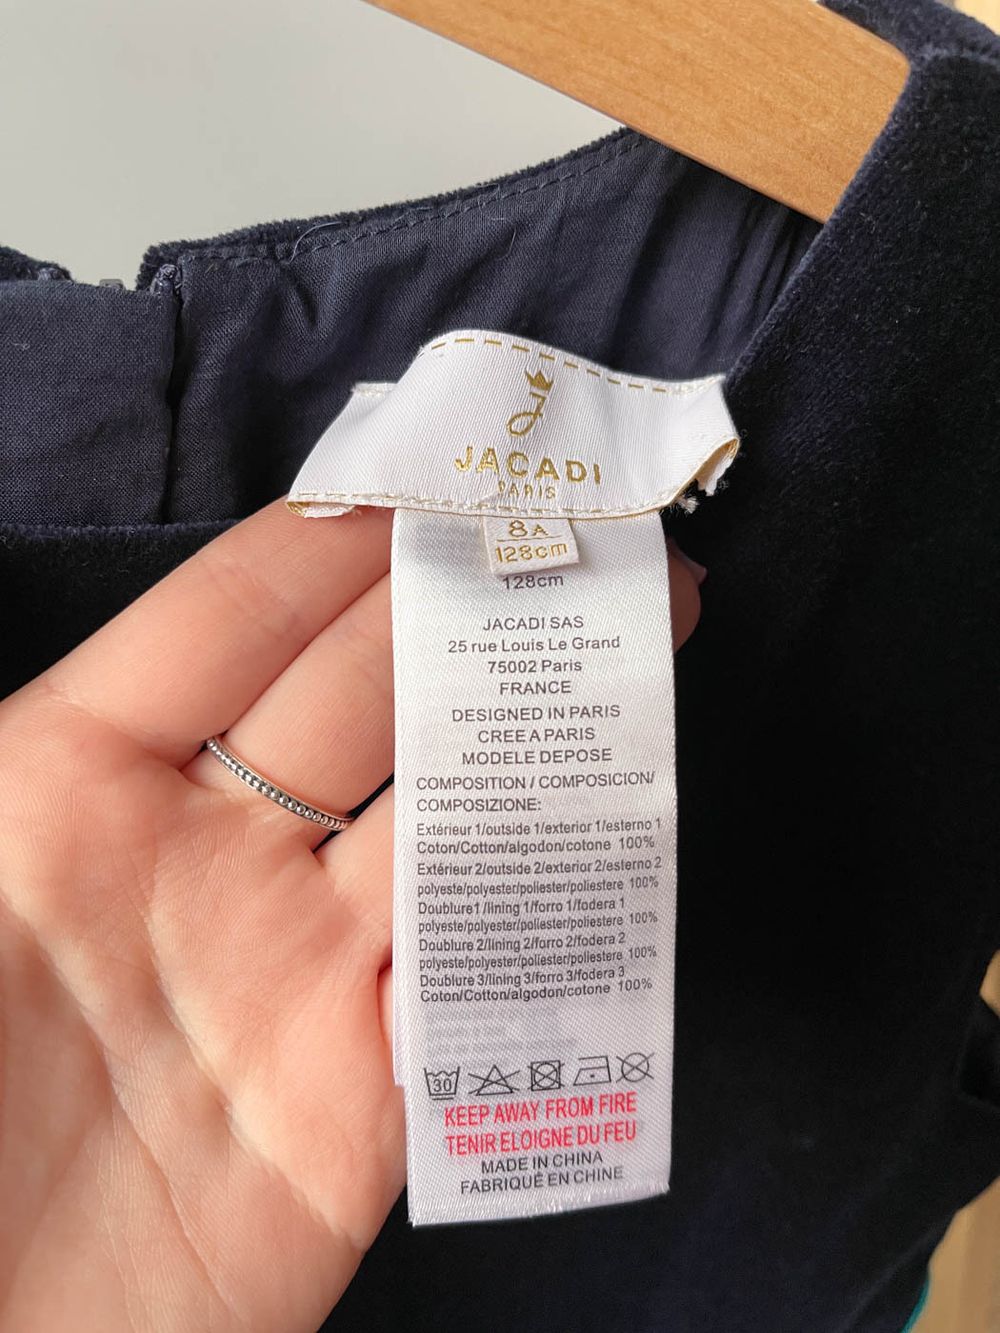 JACADI
PARIS
8A
128cm
128cm
JACADI SAS
25 rue Louis Le Grand
75002 Paris
FRANCE
DESIGNED IN PARIS
CREE A PARIS
MODELE DEPOSE
COMPOSITION / COMPOSICION/
COMPOSIZIONE:
Extérieur 1/outside 1/exterior 1/esterno 1
Coton/Cotton/algodon/cotone 100%
Extérieur 2/outside 2/exterior 2/esterno 2
polyeste/polyester/poliester/poliestere 100%
Doublure1 /lining 1/forro 1/fodera 1
polyeste/polyester/poliester/poliestere 100%
Doublure 2/lining 2/forro 2/fodera 2
polyeste/polyester/poliester/poliestere 100%
Doublure 3/lining 3/forro 3/fodera 3
Coton/Cotton/algodon/cotone 100%
30
KEEP AWAY FROM FIRE
TENIR ELOIGNE DU FEU
MADE IN CHINA
FABRIQUÉ EN CHINE